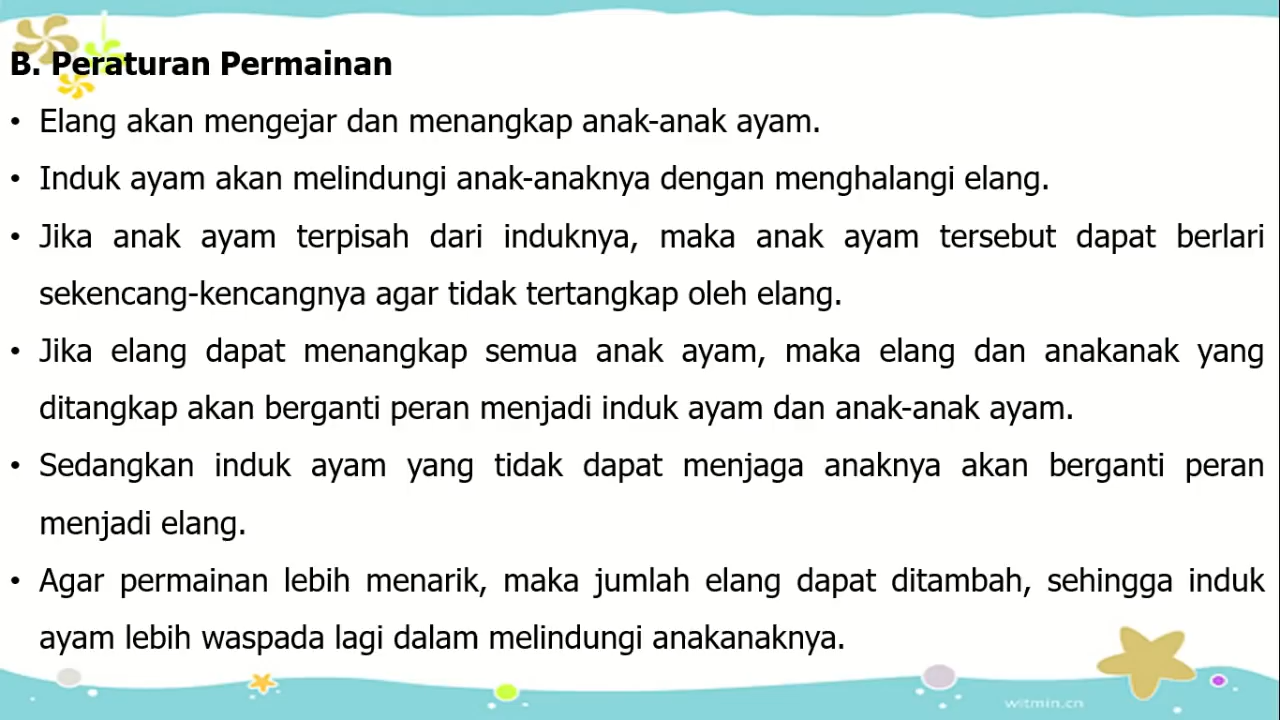 B. Peraturan Permainan
• Elang akan mengejar dan menangkap anak-anak ayam.
• Induk ayam akan melindungi anak-anaknya dengan menghalangi elang.
• Jika anak ayam terpisah dari induknya, maka anak ayam tersebut dapat berlari
sekencang-kencangnya agar tidak tertangkap oleh elang.
• Jika elang dapat menangkap semua anak ayam, maka elang dan anakanak yang
ditangkap akan berganti peran menjadi induk ayam dan anak-anak ayam.
• Sedangkan induk ayam yang tidak dapat menjaga anaknya akan berganti peran
menjadi elang.
• Agar permainan lebih menarik, maka jumlah elang dapat ditambah, sehingga induk
ayam lebih waspada lagi dalam melindungi anakanaknya.
witmin.cn